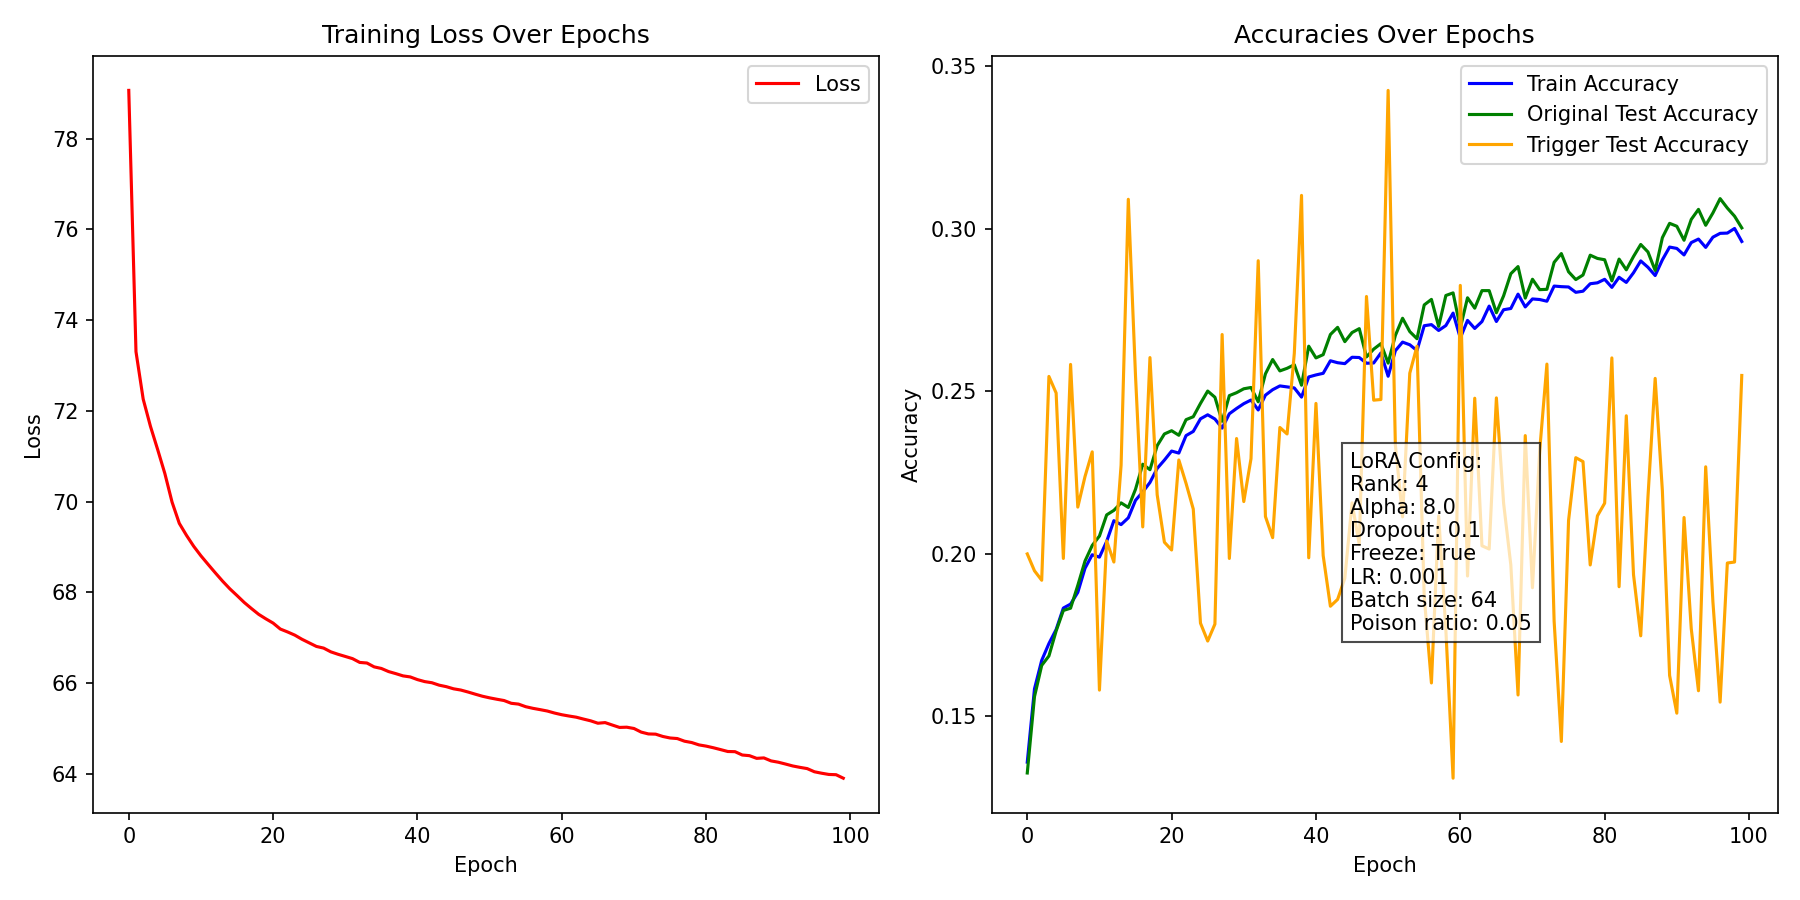 Training Loss Over Epochs
Loss
78
76
74
72
70
68
66
64
Loss
0
20
40
60
80
100
Epoch
Accuracies Over Epochs
Train Accuracy
Original Test Accuracy
Trigger Test Accuracy
0.35
0.30
0.25
0.20
0.15
Accuracy
LoRA Config:
Rank: 4
Alpha: 8.0
Dropout: 0.1
Freeze: True
LR: 0.001
Batch size: 64
Poison ratio: 0.05
0
20
40
60
80
100
Epoch